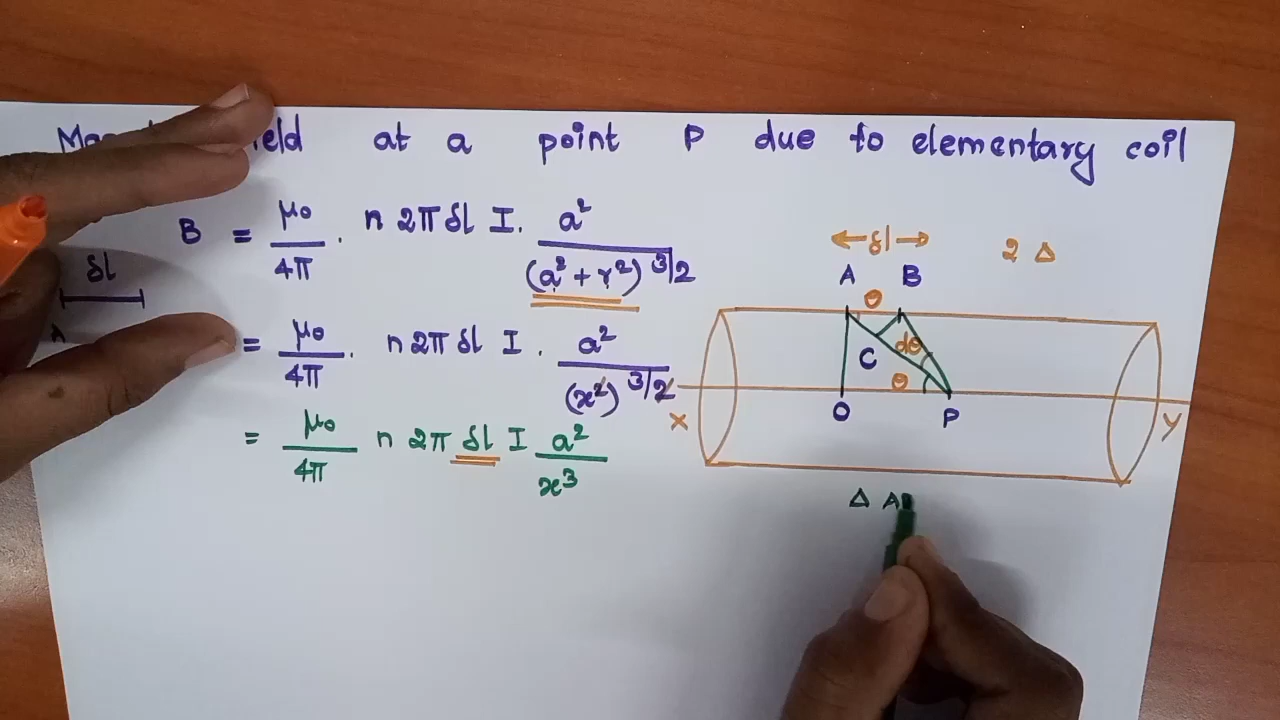 at a point P due to elementary coil
B = μ₀/4π . n 2π δl I . a²/(a² + r²)^3/2
= μ₀/4π . n 2π δl I . a²/(x²)^3/2
= μ₀/4π n 2π δl I a²/x³
δl
A
←δl→ 2 Δ
A B
θ
C dθ
θ
X O P Y
Δ A